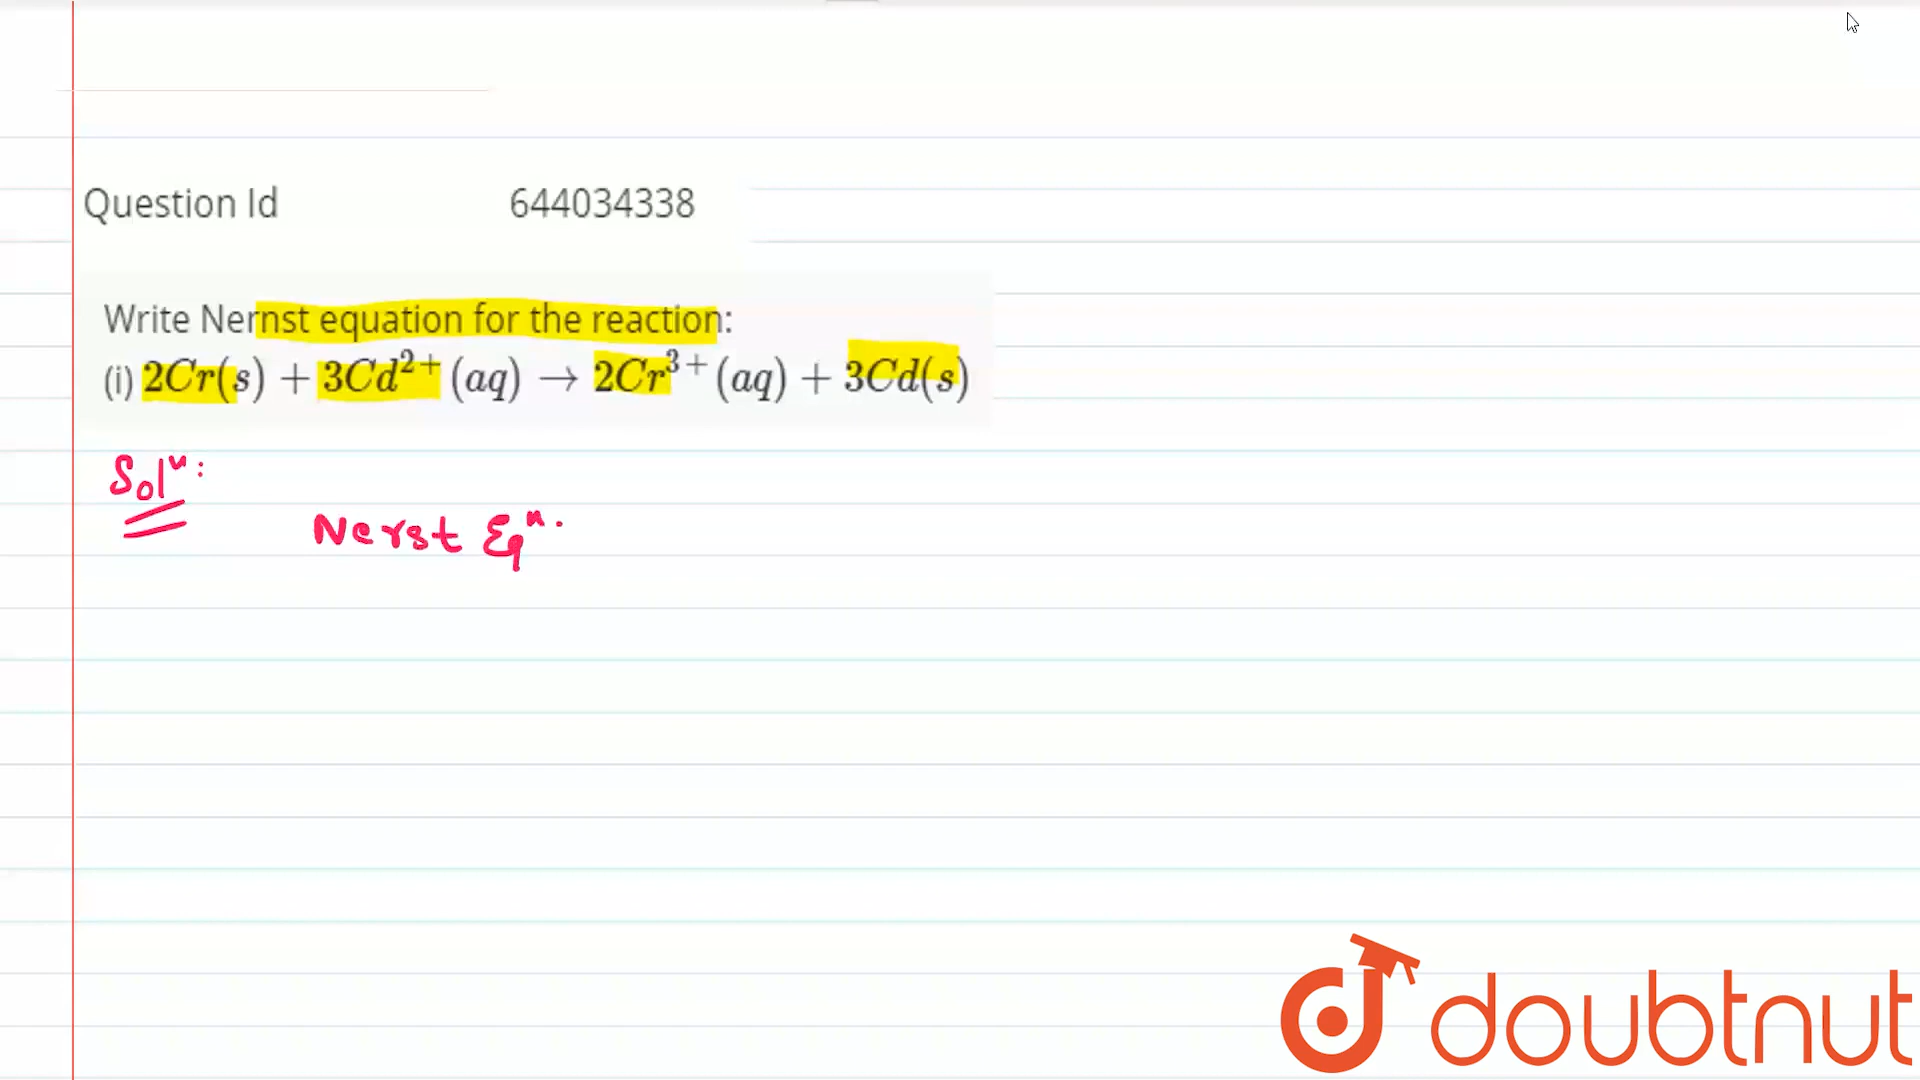 Question Id 644034338
Write Nernst equation for the reaction:
(i) 2Cr(s) + 3Cd²⁺(aq) → 2Cr³⁺(aq) + 3Cd(s)
Solⁿ:
Nerst Eqⁿ.
doubtnut